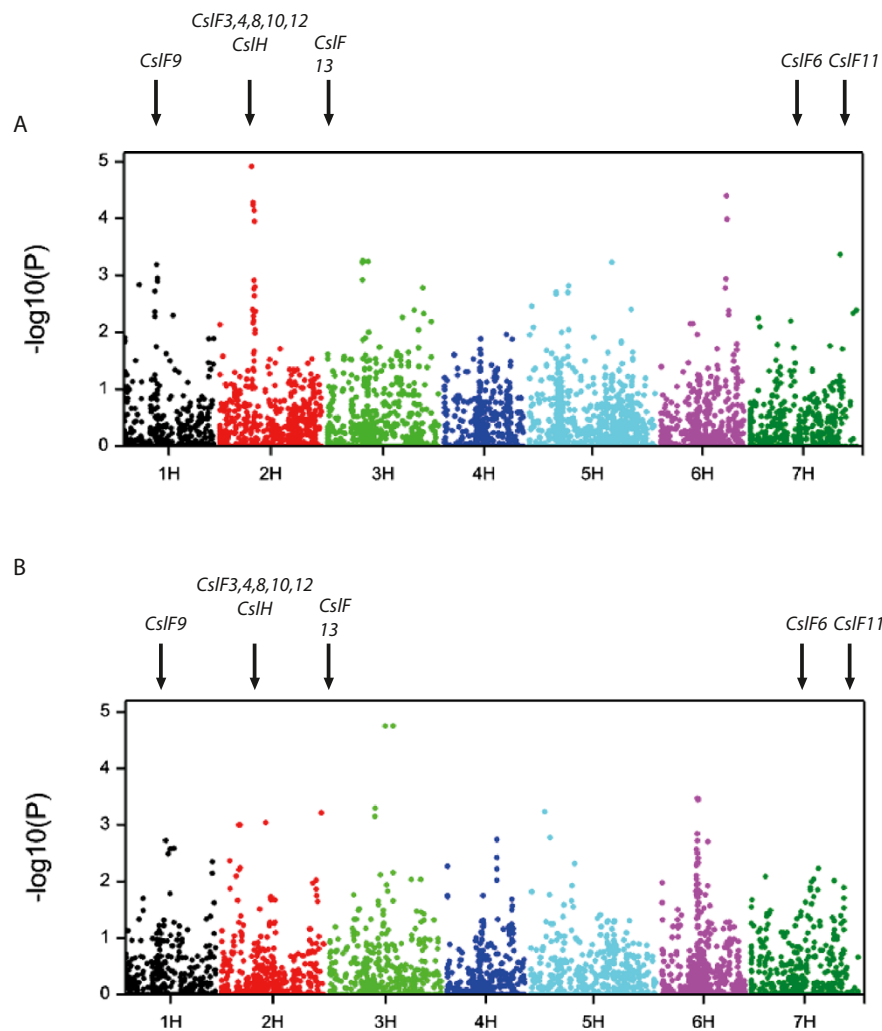 CslF3,4,8,10,12
CslH
CslF9
CslF
13
CslF6 CslF11
A
5
4
3
2
1
0
-log10(P)
1H 2H 3H 4H 5H 6H 7H
B
CslF3,4,8,10,12
CslH
CslF9
CslF
13
CslF6 CslF11
5
4
3
2
1
0
-log10(P)
1H 2H 3H 4H 5H 6H 7H